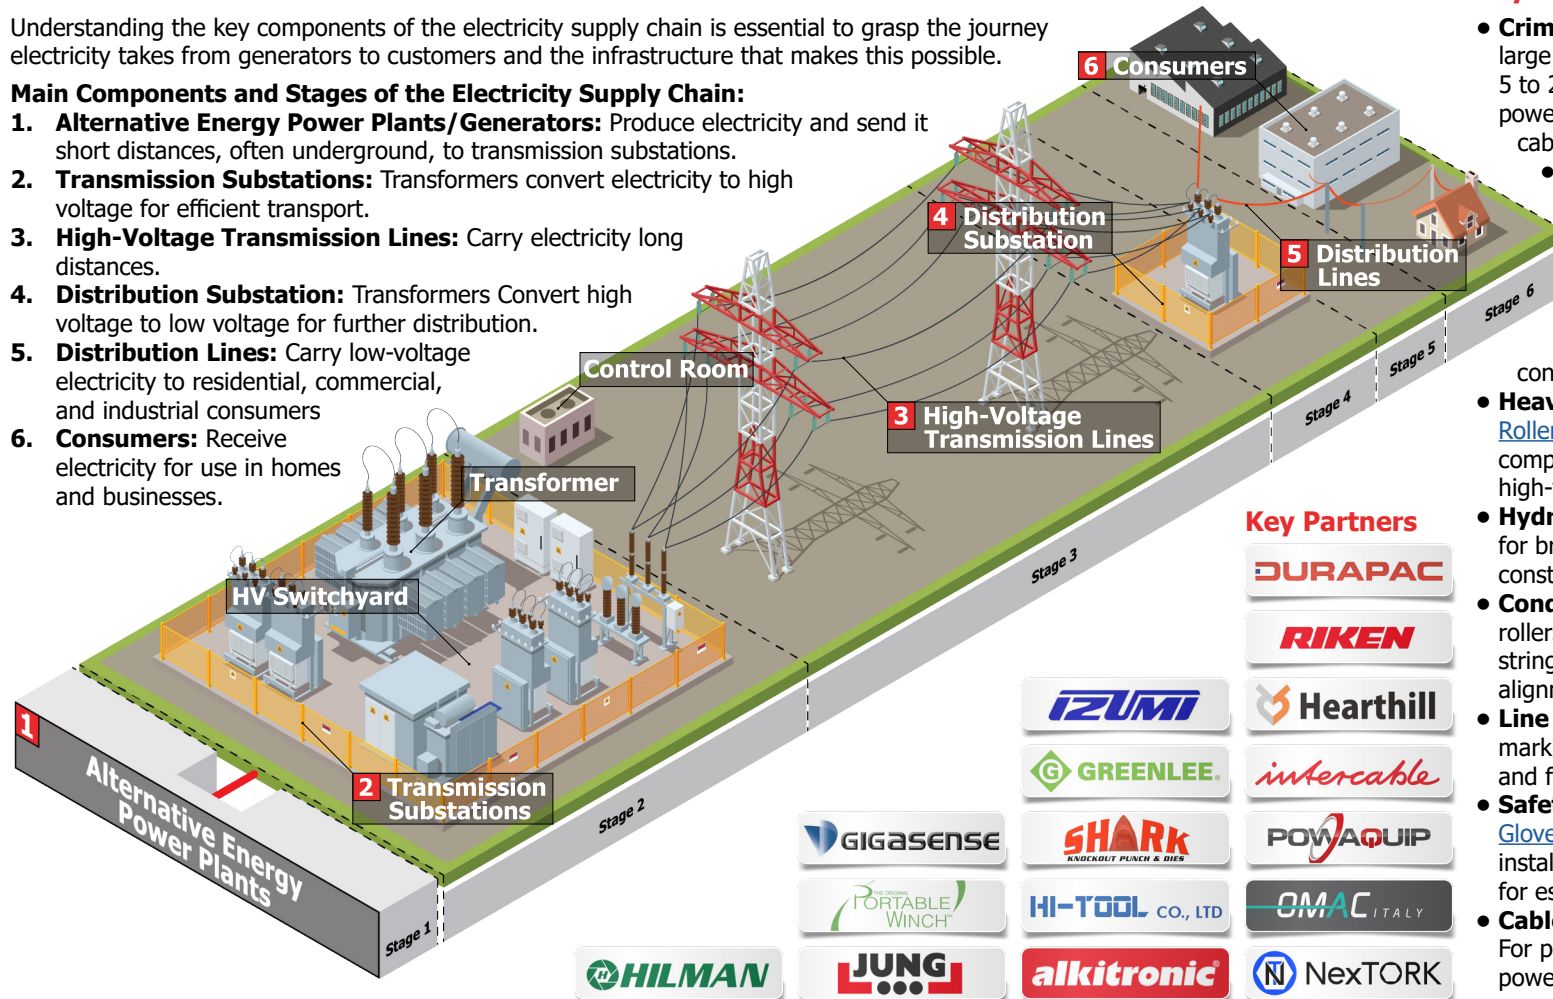 Understanding the key components of the electricity supply chain is essential to grasp the journey
electricity takes from generators to customers and the infrastructure that makes this possible.
Main Components and Stages of the Electricity Supply Chain:
1. Alternative Energy Power Plants/Generators: Produce electricity and send it
short distances, often underground, to transmission substations.
2. Transmission Substations: Transformers convert electricity to high
voltage for efficient transport.
3. High-Voltage Transmission Lines: Carry electricity long
distances.
4. Distribution Substation: Transformers Convert high
voltage to low voltage for further distribution.
5. Distribution Lines: Carry low-voltage
electricity to residential, commercial,
and industrial consumers
6. Consumers: Receive
electricity for use in homes
and businesses.
6 Consumers
4 Distribution
Substation
5 Distribution
Lines
Control Room
3 High-Voltage
Transmission Lines
Transformer
HV Switchyard
2 Transmission
Substations
1
Alternative Energy
Power Plants
Stage 1
Stage 2
Stage 3
Stage 4
Stage 5
Stage 6
Key Partners
DURAPAC
RIKEN
IZUMI
Hearthill
G GREENLEE.
intercable
GIGASENSE
SHARK
KNOCKOUT PUNCH & DIES
POWAQUIP
THE ORIGINAL
PORTABLE
WINCH™
HI-TOOL CO., LTD
OMAC ITALY
H HILMAN
JUNG
alkitronic®
N NexTORK
• Crim
large
5 to 2
powe
cab
•
con
• Heav
Roller
comp
high-
• Hydr
for br
const
• Cond
roller
string
alignm
• Line
mark
and f
• Safet
Glove
instal
for es
• Cable
For p
powe